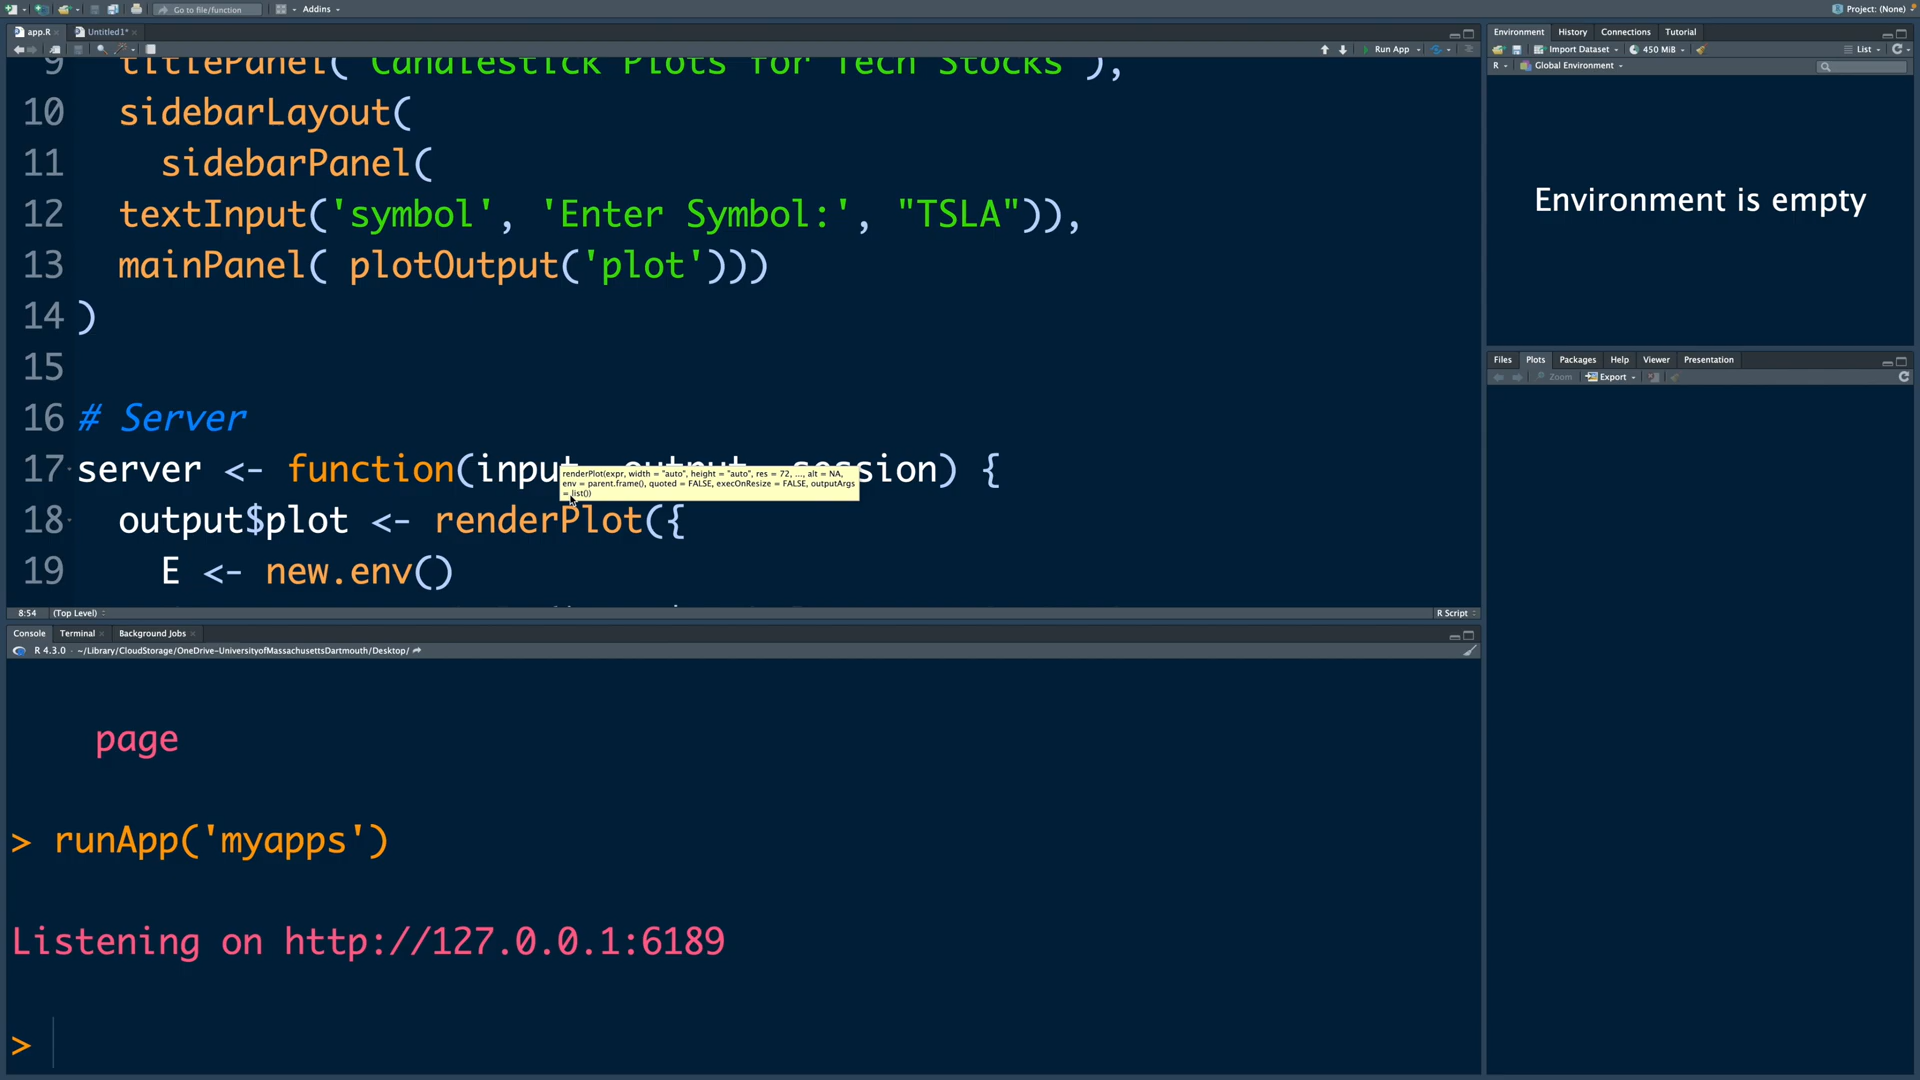 Go to file/function
Addins
Project: (None)
app.R
Untitled1*
Run App
9 titlePanel('Candlestick Plots for Tech Stocks'),
10 sidebarLayout(
11 sidebarPanel(
12 textInput('symbol', 'Enter Symbol:', "TSLA")),
13 mainPanel( plotOutput('plot')))
14 )
15
16 # Server
17 server <- function(input, output, session) {
renderPlot(expr, width = "auto", height = "auto", res = 72, ..., alt = NA,
env = parent.frame(), quoted = FALSE, execOnResize = FALSE, outputArgs
= list())
18 output$plot <- renderPlot({
19 E <- new.env()
8:54 (Top Level)
R Script
Console Terminal Background Jobs
R 4.3.0 · ~/Library/CloudStorage/OneDrive-UniversityofMassachusettsDartmouth/Desktop/
page
> runApp('myapps')
Listening on http://127.0.0.1:6189
>
Environment History Connections Tutorial
Import Dataset 450 MiB List
R Global Environment
Environment is empty
Files Plots Packages Help Viewer Presentation
Zoom Export